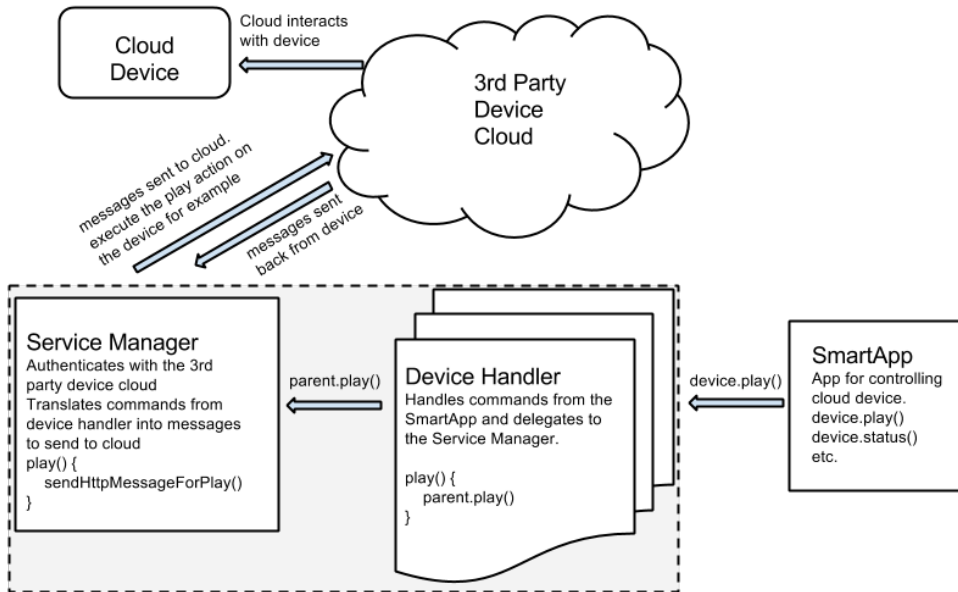 Cloud
Device
Cloud interacts
with device
3rd Party
Device
Cloud
messages sent to cloud.
execute the play action on
the device for example
messages sent
back from device
Service Manager
Authenticates with the 3rd
party device cloud
Translates commands from
device handler into messages
to send to cloud
play() {
sendHttpMessageForPlay()
}
parent.play()
Device Handler
Handles commands from the
SmartApp and delegates to
the Service Manager.
play() {
parent.play()
}
device.play()
SmartApp
App for controlling
cloud device.
device.play()
device.status()
etc.